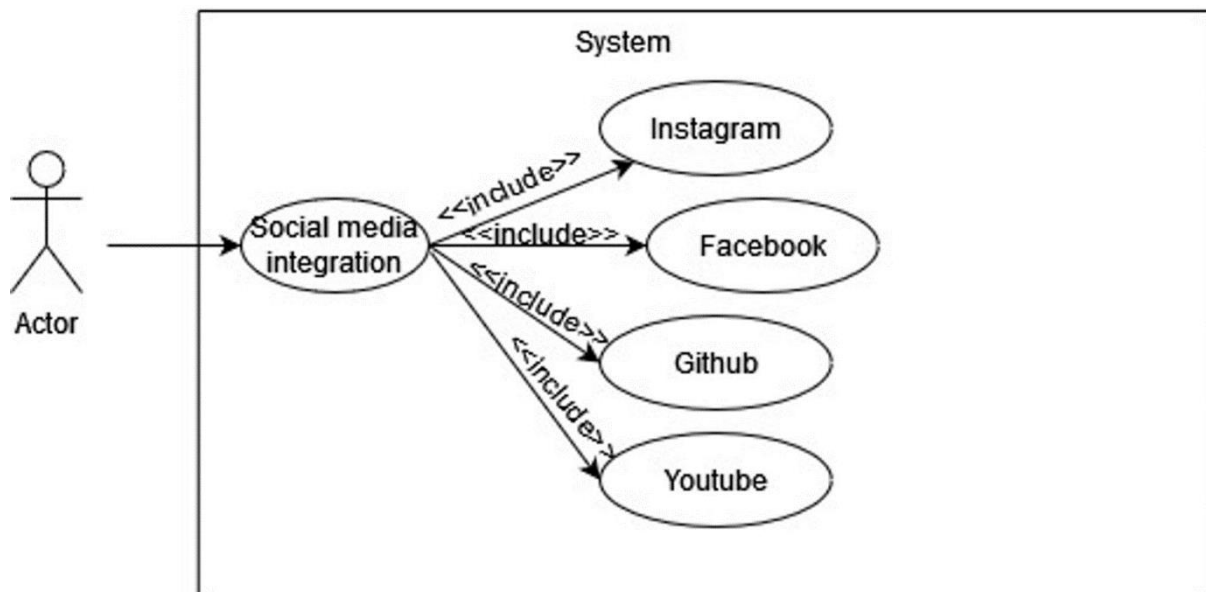 System
Instagram
<<include>>
Social media
integration
<<include>>
Facebook
<<include>>
Actor
Github
<<include>>
Youtube